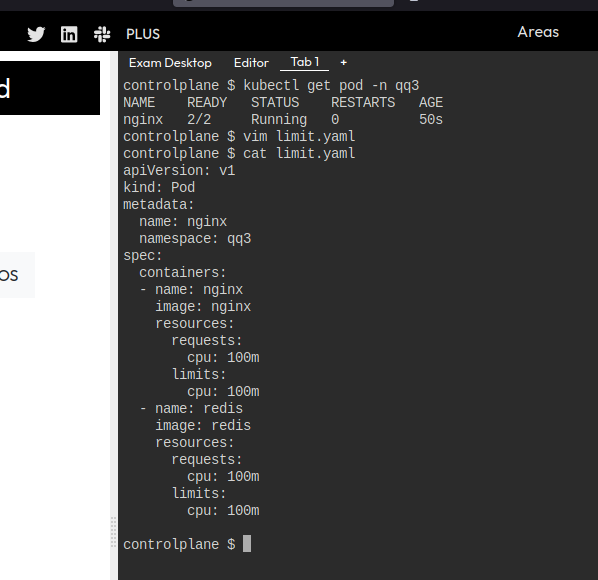 PLUS
Areas
d
OS
Exam Desktop Editor Tab 1 +
controlplane $ kubectl get pod -n qq3
NAME    READY   STATUS    RESTARTS   AGE
nginx   2/2     Running   0          50s
controlplane $ vim limit.yaml
controlplane $ cat limit.yaml
apiVersion: v1
kind: Pod
metadata:
  name: nginx
  namespace: qq3
spec:
  containers:
  - name: nginx
    image: nginx
    resources:
      requests:
        cpu: 100m
      limits:
        cpu: 100m
  - name: redis
    image: redis
    resources:
      requests:
        cpu: 100m
      limits:
        cpu: 100m
controlplane $